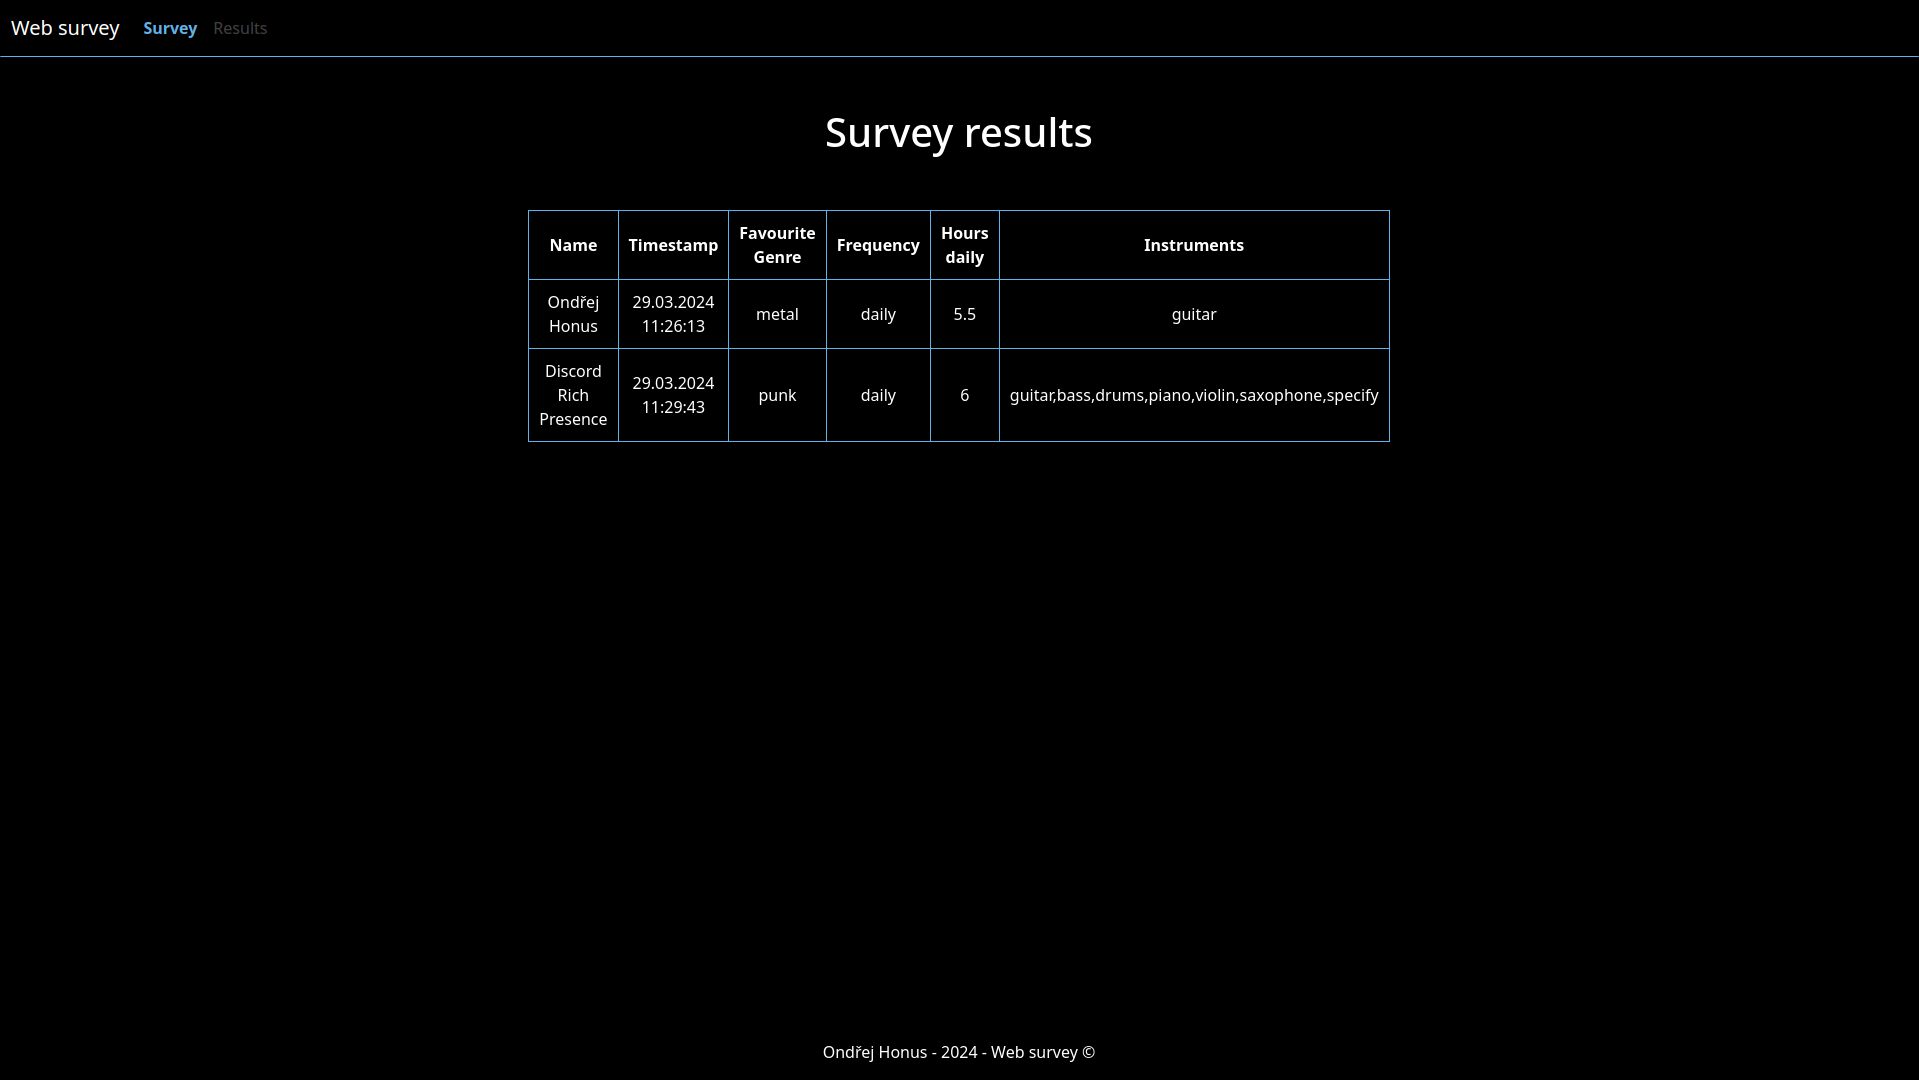 Web survey Survey Results
Survey results
Name Timestamp Favourite Genre Frequency Hours daily Instruments
Ondřej Honus 29.03.2024 11:26:13 metal daily 5.5 guitar
Discord Rich Presence 29.03.2024 11:29:43 punk daily 6 guitar,bass,drums,piano,violin,saxophone,specify
Ondřej Honus - 2024 - Web survey ©